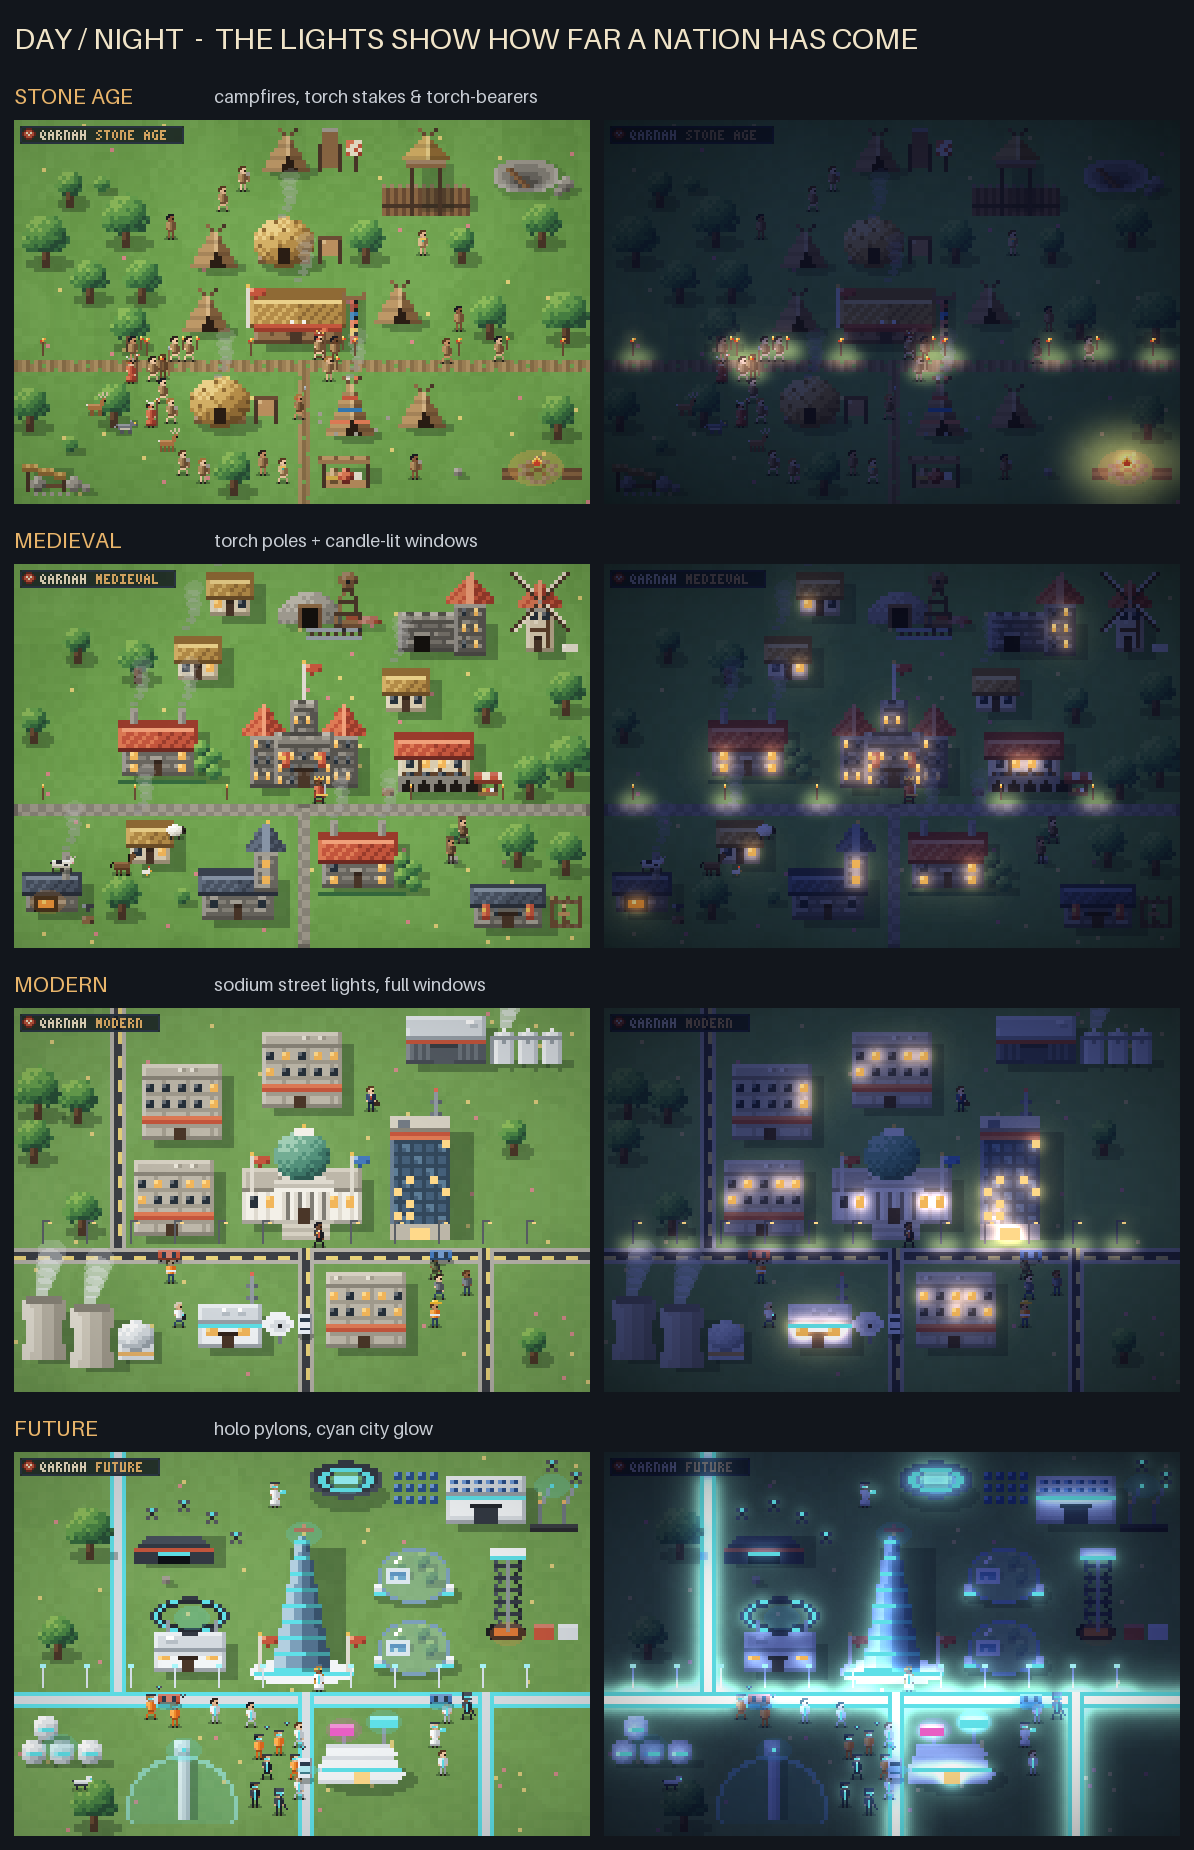 DAY / NIGHT - THE LIGHTS SHOW HOW FAR A NATION HAS COME
STONE AGE campfires, torch stakes & torch-bearers
QARNAH STONE AGE
QARNAH STONE AGE
MEDIEVAL torch poles + candle-lit windows
QARNAH MEDIEVAL
QARNAH MEDIEVAL
MODERN sodium street lights, full windows
QARNAH MODERN
QARNAH MODERN
FUTURE holo pylons, cyan city glow
QARNAH FUTURE
QARNAH FUTURE